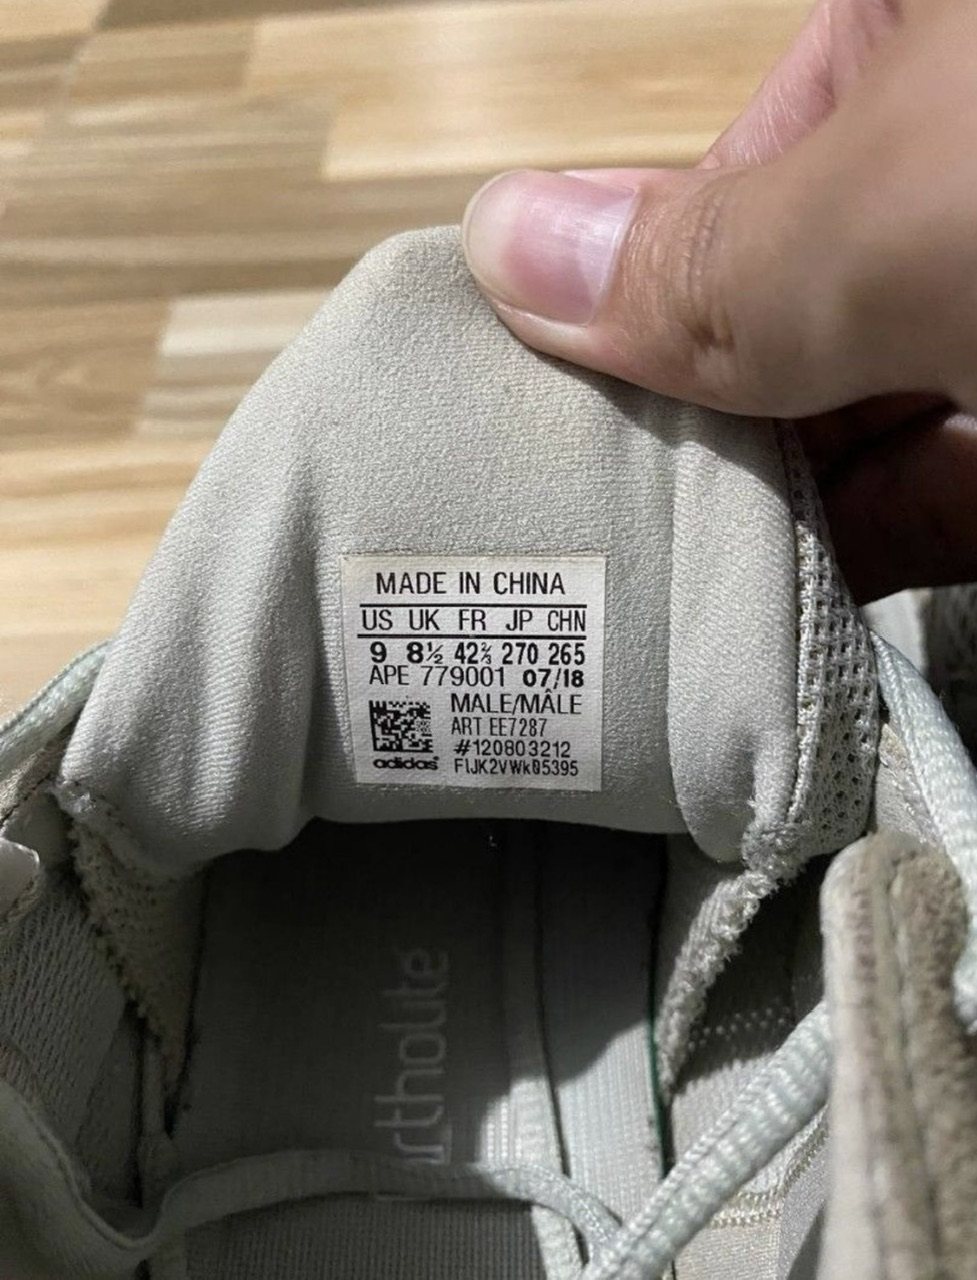 MADE IN CHINA
US UK FR JP CHN
9 8½ 42⅔ 270 265
APE 779001 07/18
MALE/MÂLE
ART EE7287
#120803212
adidas
FIJK2VWk05395
ortholite